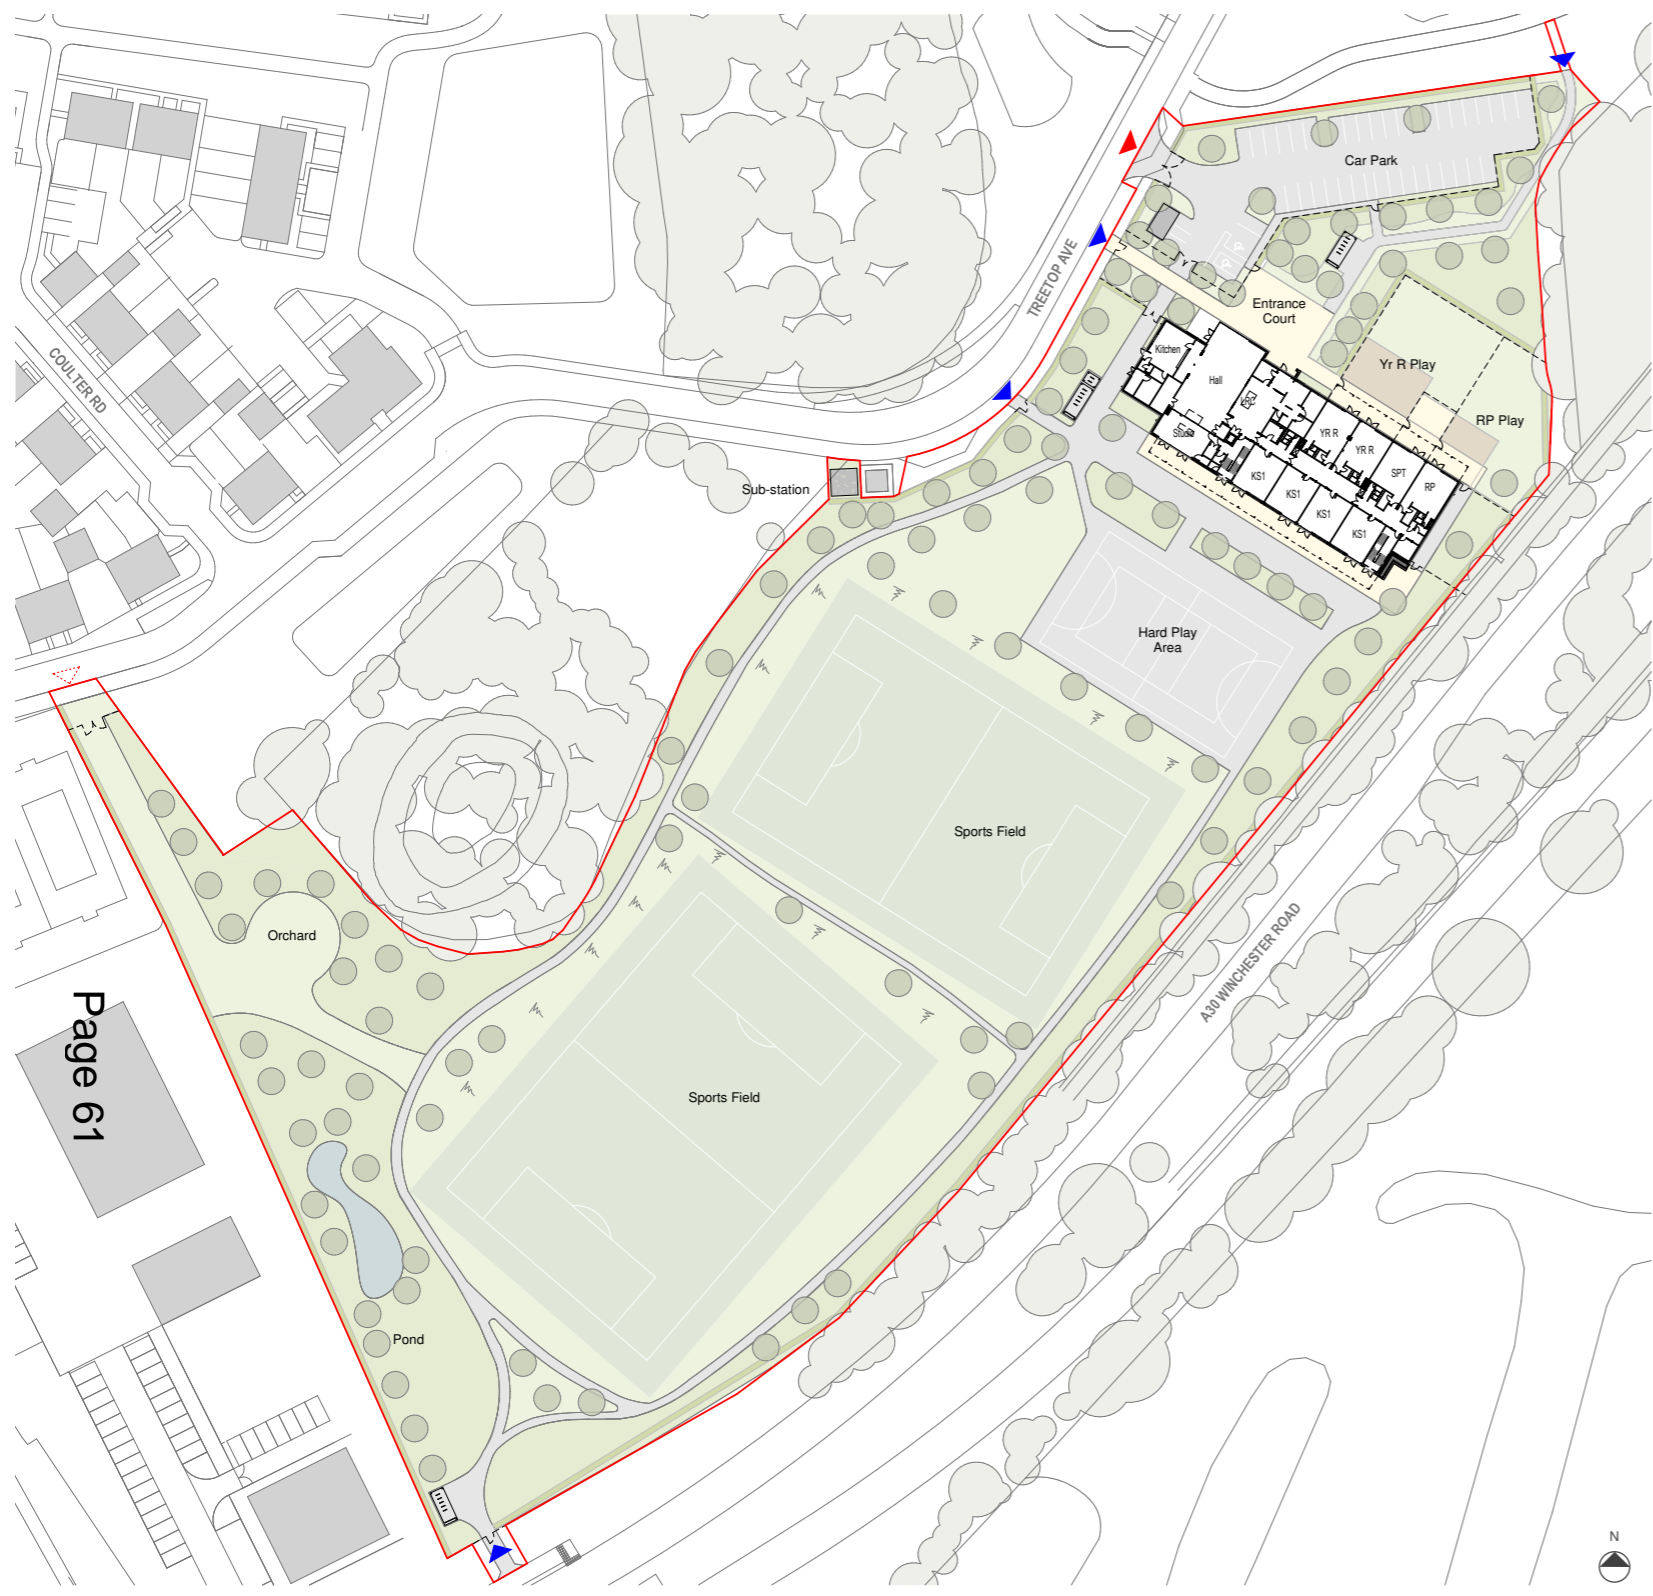 Car Park
TREETOP AVE
Entrance
Court
Kitchen
Hall
Yr R Play
RP Play
COULTER RD
YR R
YR R
SPT
RP
KS1
KS1
KS1
KS1
Sub-station
Hard Play
Area
Sports Field
Orchard
A30 WINCHESTER ROAD
Page 61
Sports Field
Pond
N